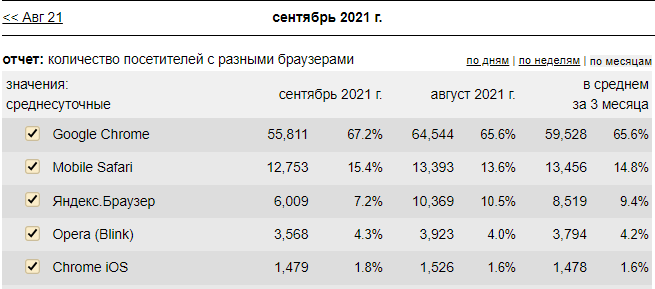 << Авг 21 сентябрь 2021 г.
отчет: количество посетителей с разными браузерами по дням | по неделям | по месяцам
значения: среднесуточные сентябрь 2021 г. август 2021 г. в среднем за 3 месяца
Google Chrome 55,811 67.2% 64,544 65.6% 59,528 65.6%
Mobile Safari 12,753 15.4% 13,393 13.6% 13,456 14.8%
Яндекс.Браузер 6,009 7.2% 10,369 10.5% 8,519 9.4%
Opera (Blink) 3,568 4.3% 3,923 4.0% 3,794 4.2%
Chrome iOS 1,479 1.8% 1,526 1.6% 1,478 1.6%